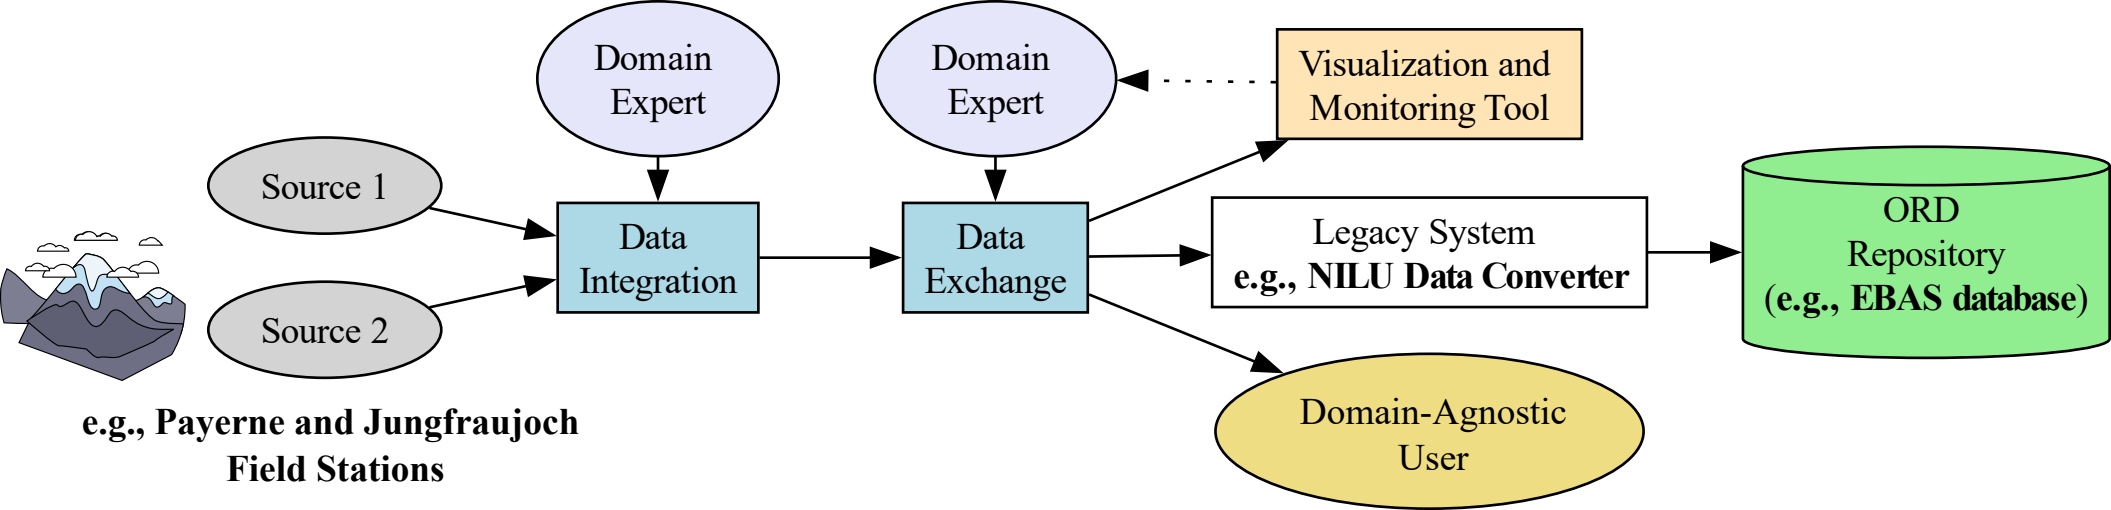 Domain
Expert
Domain
Expert
Visualization and
Monitoring Tool
Source 1
Source 2
Data
Integration
Data
Exchange
Legacy System
e.g., NILU Data Converter
ORD
Repository
(e.g., EBAS database)
Domain-Agnostic
User
e.g., Payerne and Jungfraujoch
Field Stations